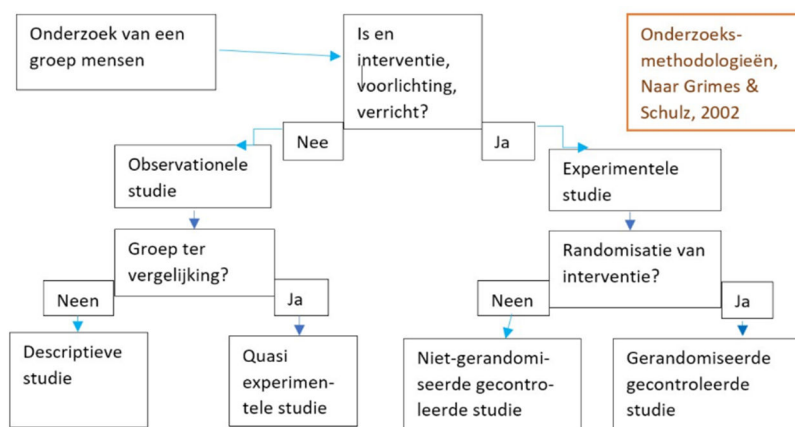 Onderzoek van een
groep mensen
Is en
interventie,
voorlichting,
verricht?
Onderzoeks-
methodologieën,
Naar Grimes &
Schulz, 2002
Nee
Ja
Observationele
studie
Experimentele
studie
Groep ter
vergelijking?
Randomisatie van
interventie?
Neen
Ja
Neen
Ja
Descriptieve
studie
Quasi
experimen-
tele studie
Niet-gerandomi-
seerde gecontro-
leerde studie
Gerandomiseerde
gecontroleerde
studie